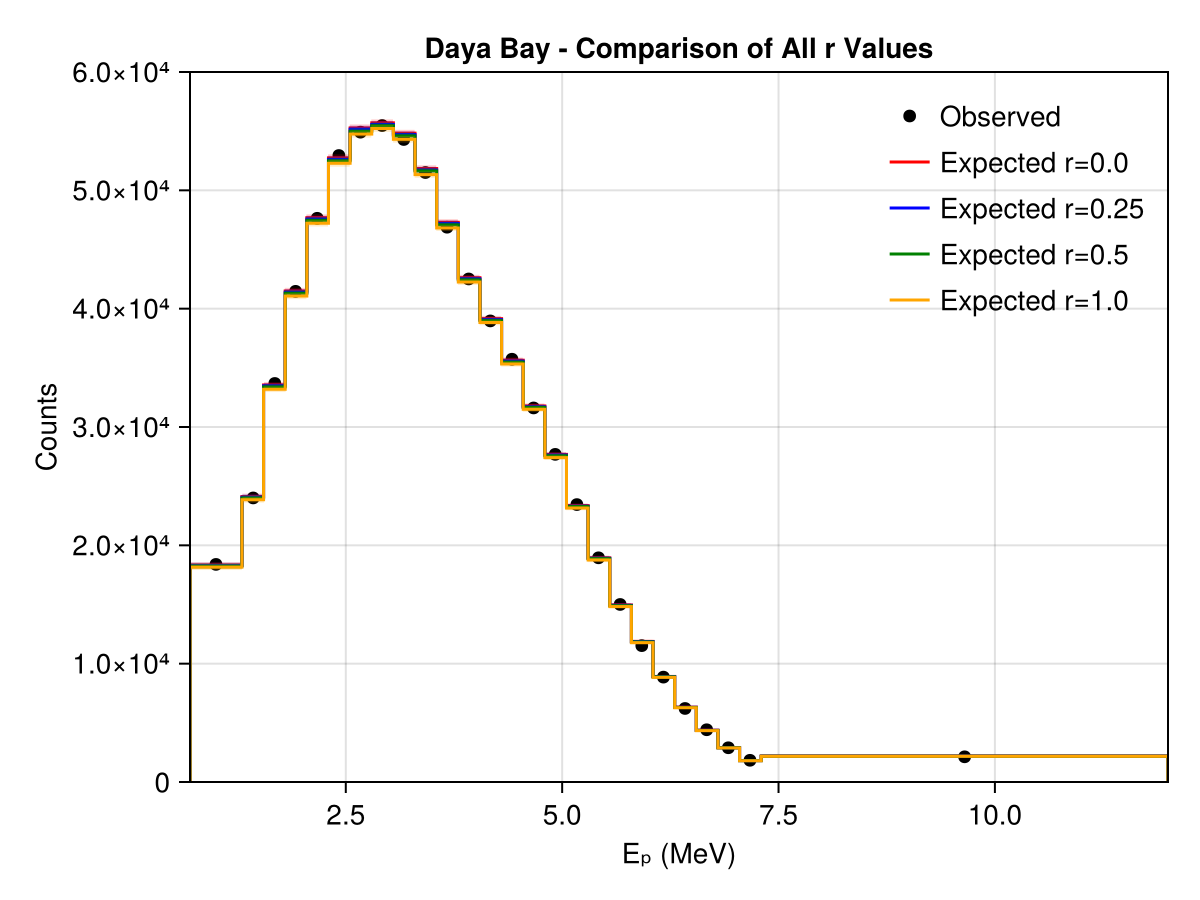 Daya Bay - Comparison of All r Values
6.0×10⁴
5.0×10⁴
4.0×10⁴
3.0×10⁴
2.0×10⁴
1.0×10⁴
0
Counts
Observed
Expected r=0.0
Expected r=0.25
Expected r=0.5
Expected r=1.0
2.5
5.0
7.5
10.0
Eₚ (MeV)